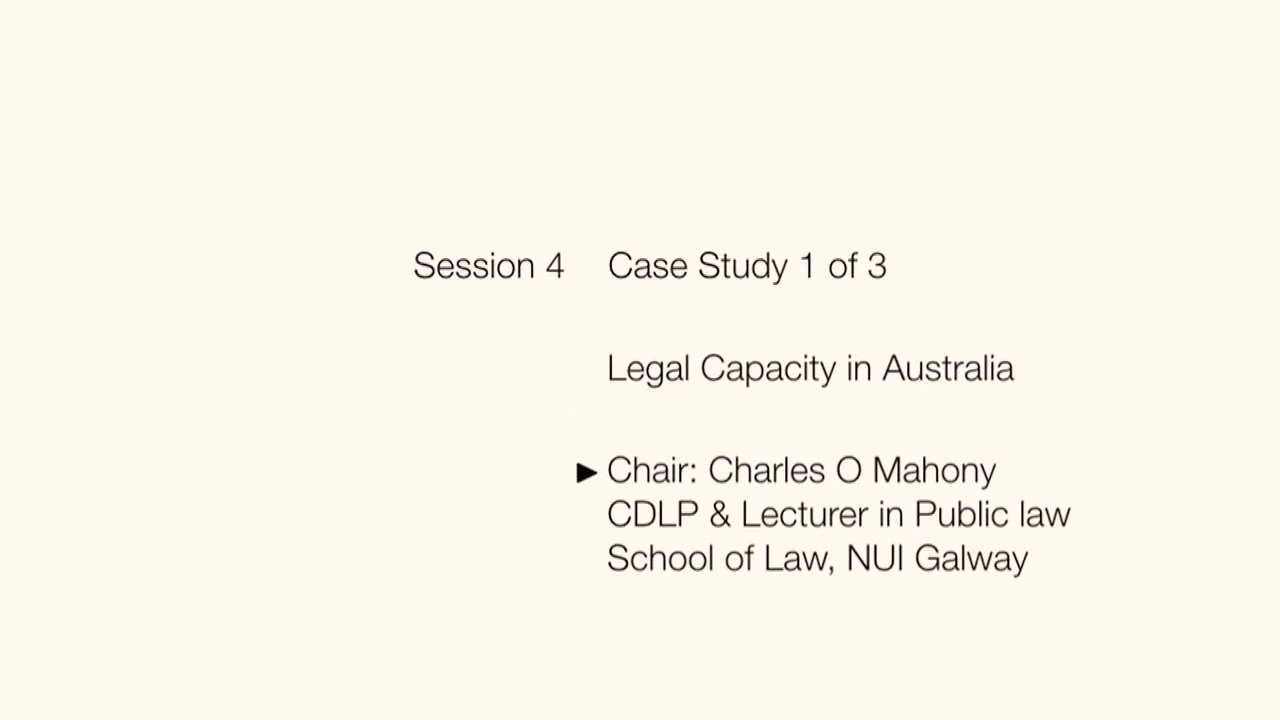 Session 4 Case Study 1 of 3
Legal Capacity in Australia
▶ Chair: Charles O Mahony
CDLP & Lecturer in Public law
School of Law, NUI Galway